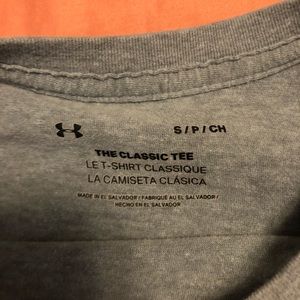 S / P / CH
THE CLASSIC TEE
LE T-SHIRT CLASSIQUE
LA CAMISETA CLÁSICA
MADE IN EL SALVADOR / FABRIQUÉ AU EL SALVADOR /
HECHO EN EL SALVADOR